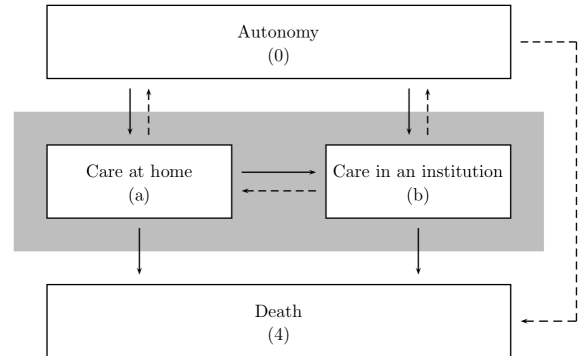 Autonomy
(0)
Care at home
(a)
Care in an institution
(b)
Death
(4)